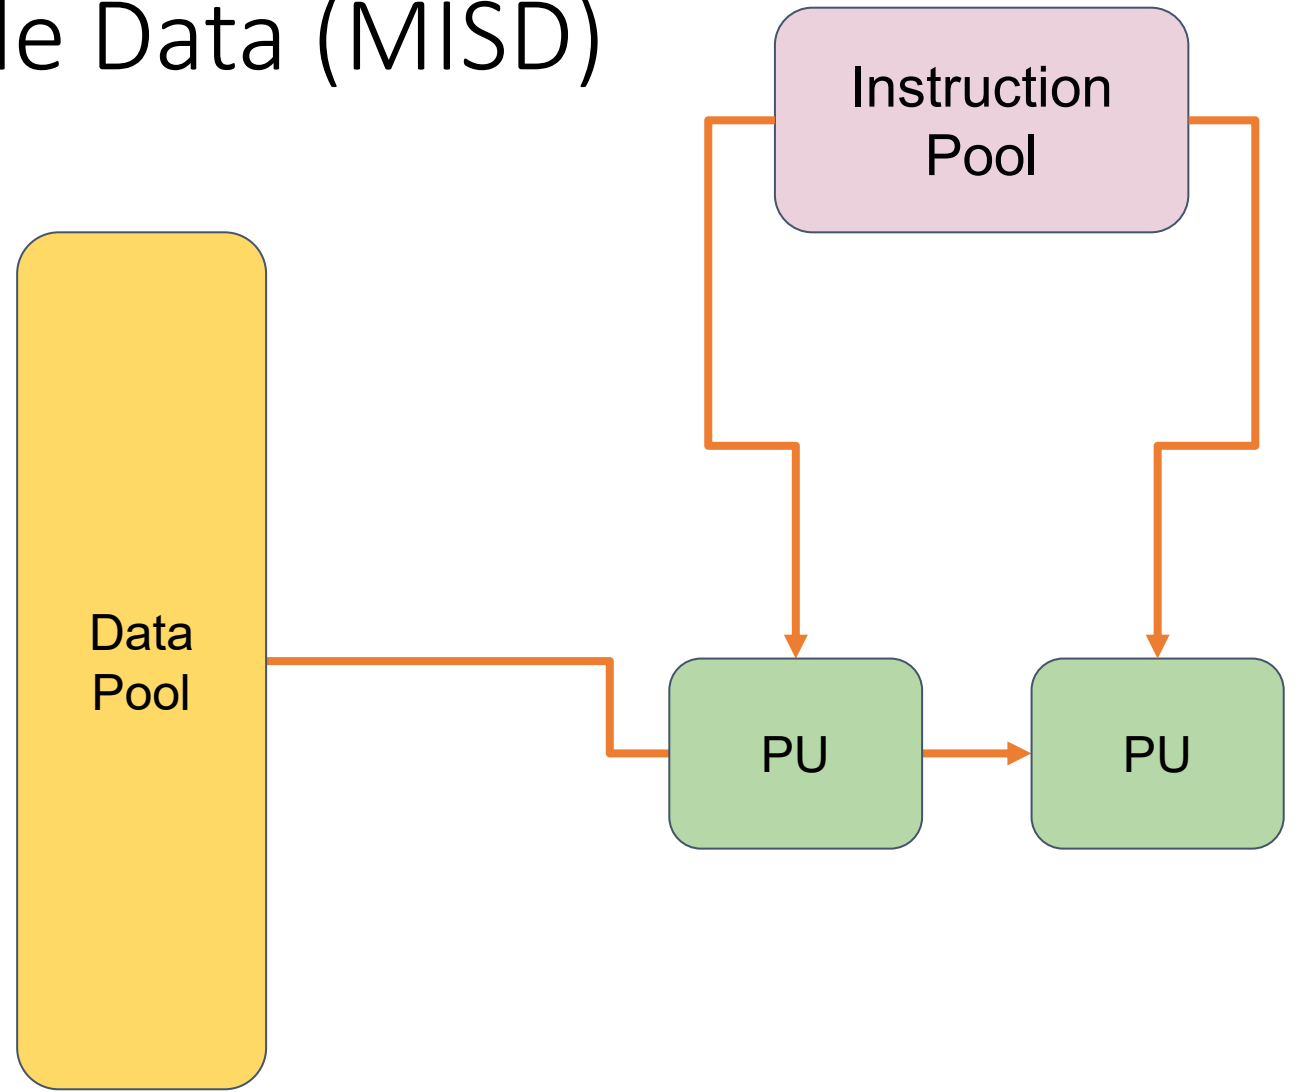 le Data (MISD)
Instruction
Pool
Data
Pool
PU
PU